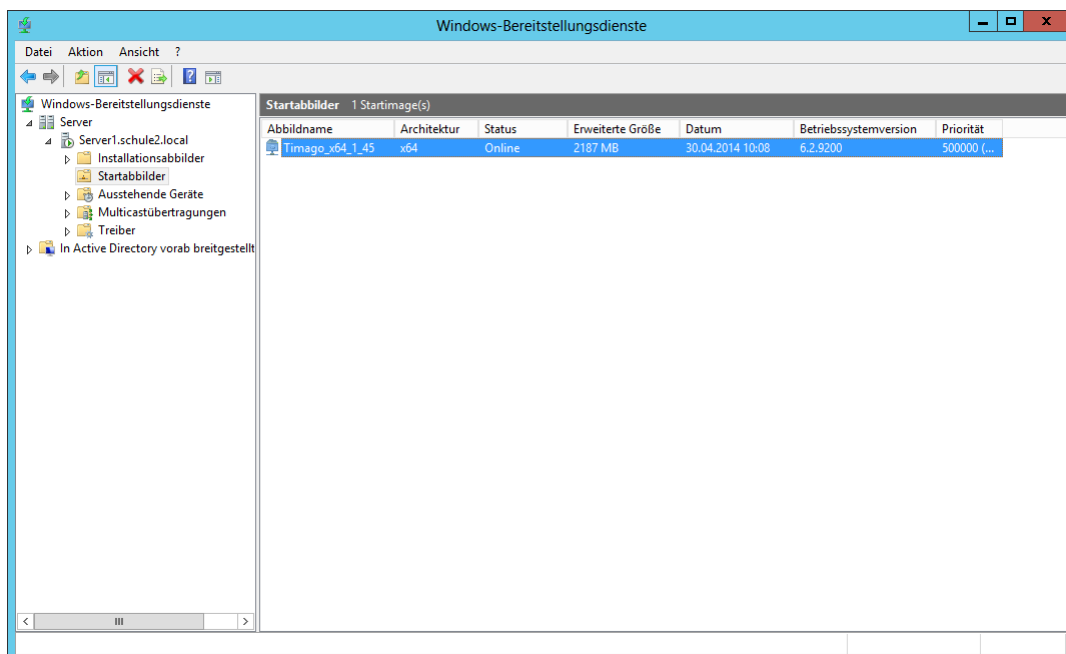 Windows-Bereitstellungsdienste
Datei Aktion Ansicht ?
Windows-Bereitstellungsdienste
Server
Server1.schule2.local
Installationsabbilder
Startabbilder
Ausstehende Geräte
Multicastübertragungen
Treiber
In Active Directory vorab breitgestellt
Startabbilder 1 Startimage(s)
Abbildname Architektur Status Erweiterte Größe Datum Betriebssystemversion Priorität
Timago_x64_1_45 x64 Online 2187 MB 30.04.2014 10:08 6.2.9200 500000 (...